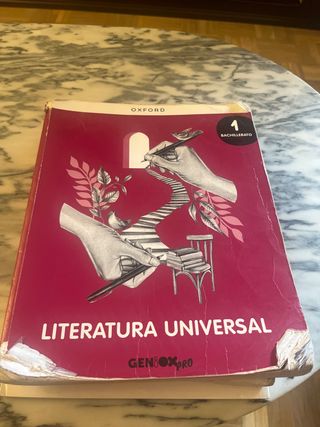 OXFORD
1
BACHILLERATO
LITERATURA UNIVERSAL
GENiOX PRO